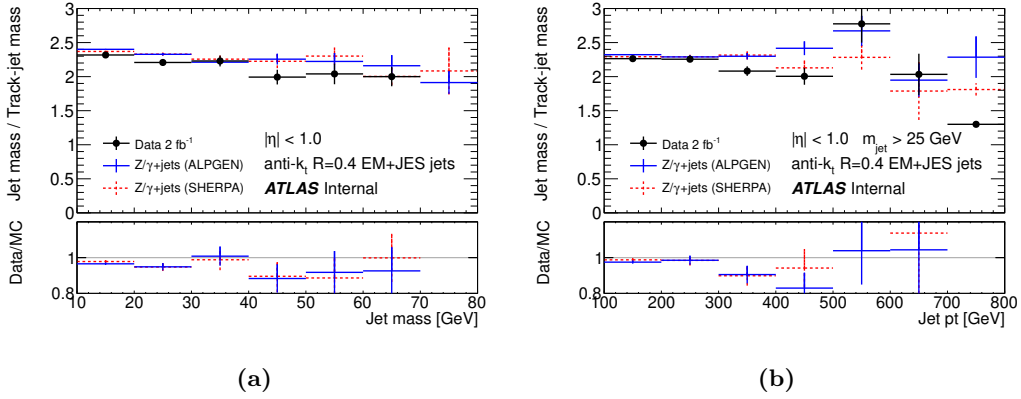 Jet mass / Track-jet mass
3
2.5
2
1.5
1
0.5
0
Data 2 fb⁻¹
Z/γ+jets (ALPGEN)
Z/γ+jets (SHERPA)
|η| < 1.0
anti-kₜ R=0.4 EM+JES jets
ATLAS Internal
Data/MC
1
0.8
10 20 30 40 50 60 70 80
Jet mass [GeV]
(a)
Jet mass / Track-jet mass
3
2.5
2
1.5
1
0.5
0
Data 2 fb⁻¹
Z/γ+jets (ALPGEN)
Z/γ+jets (SHERPA)
|η| < 1.0 m_jet > 25 GeV
anti-kₜ R=0.4 EM+JES jets
ATLAS Internal
Data/MC
1
0.8
100 200 300 400 500 600 700 800
Jet pt [GeV]
(b)